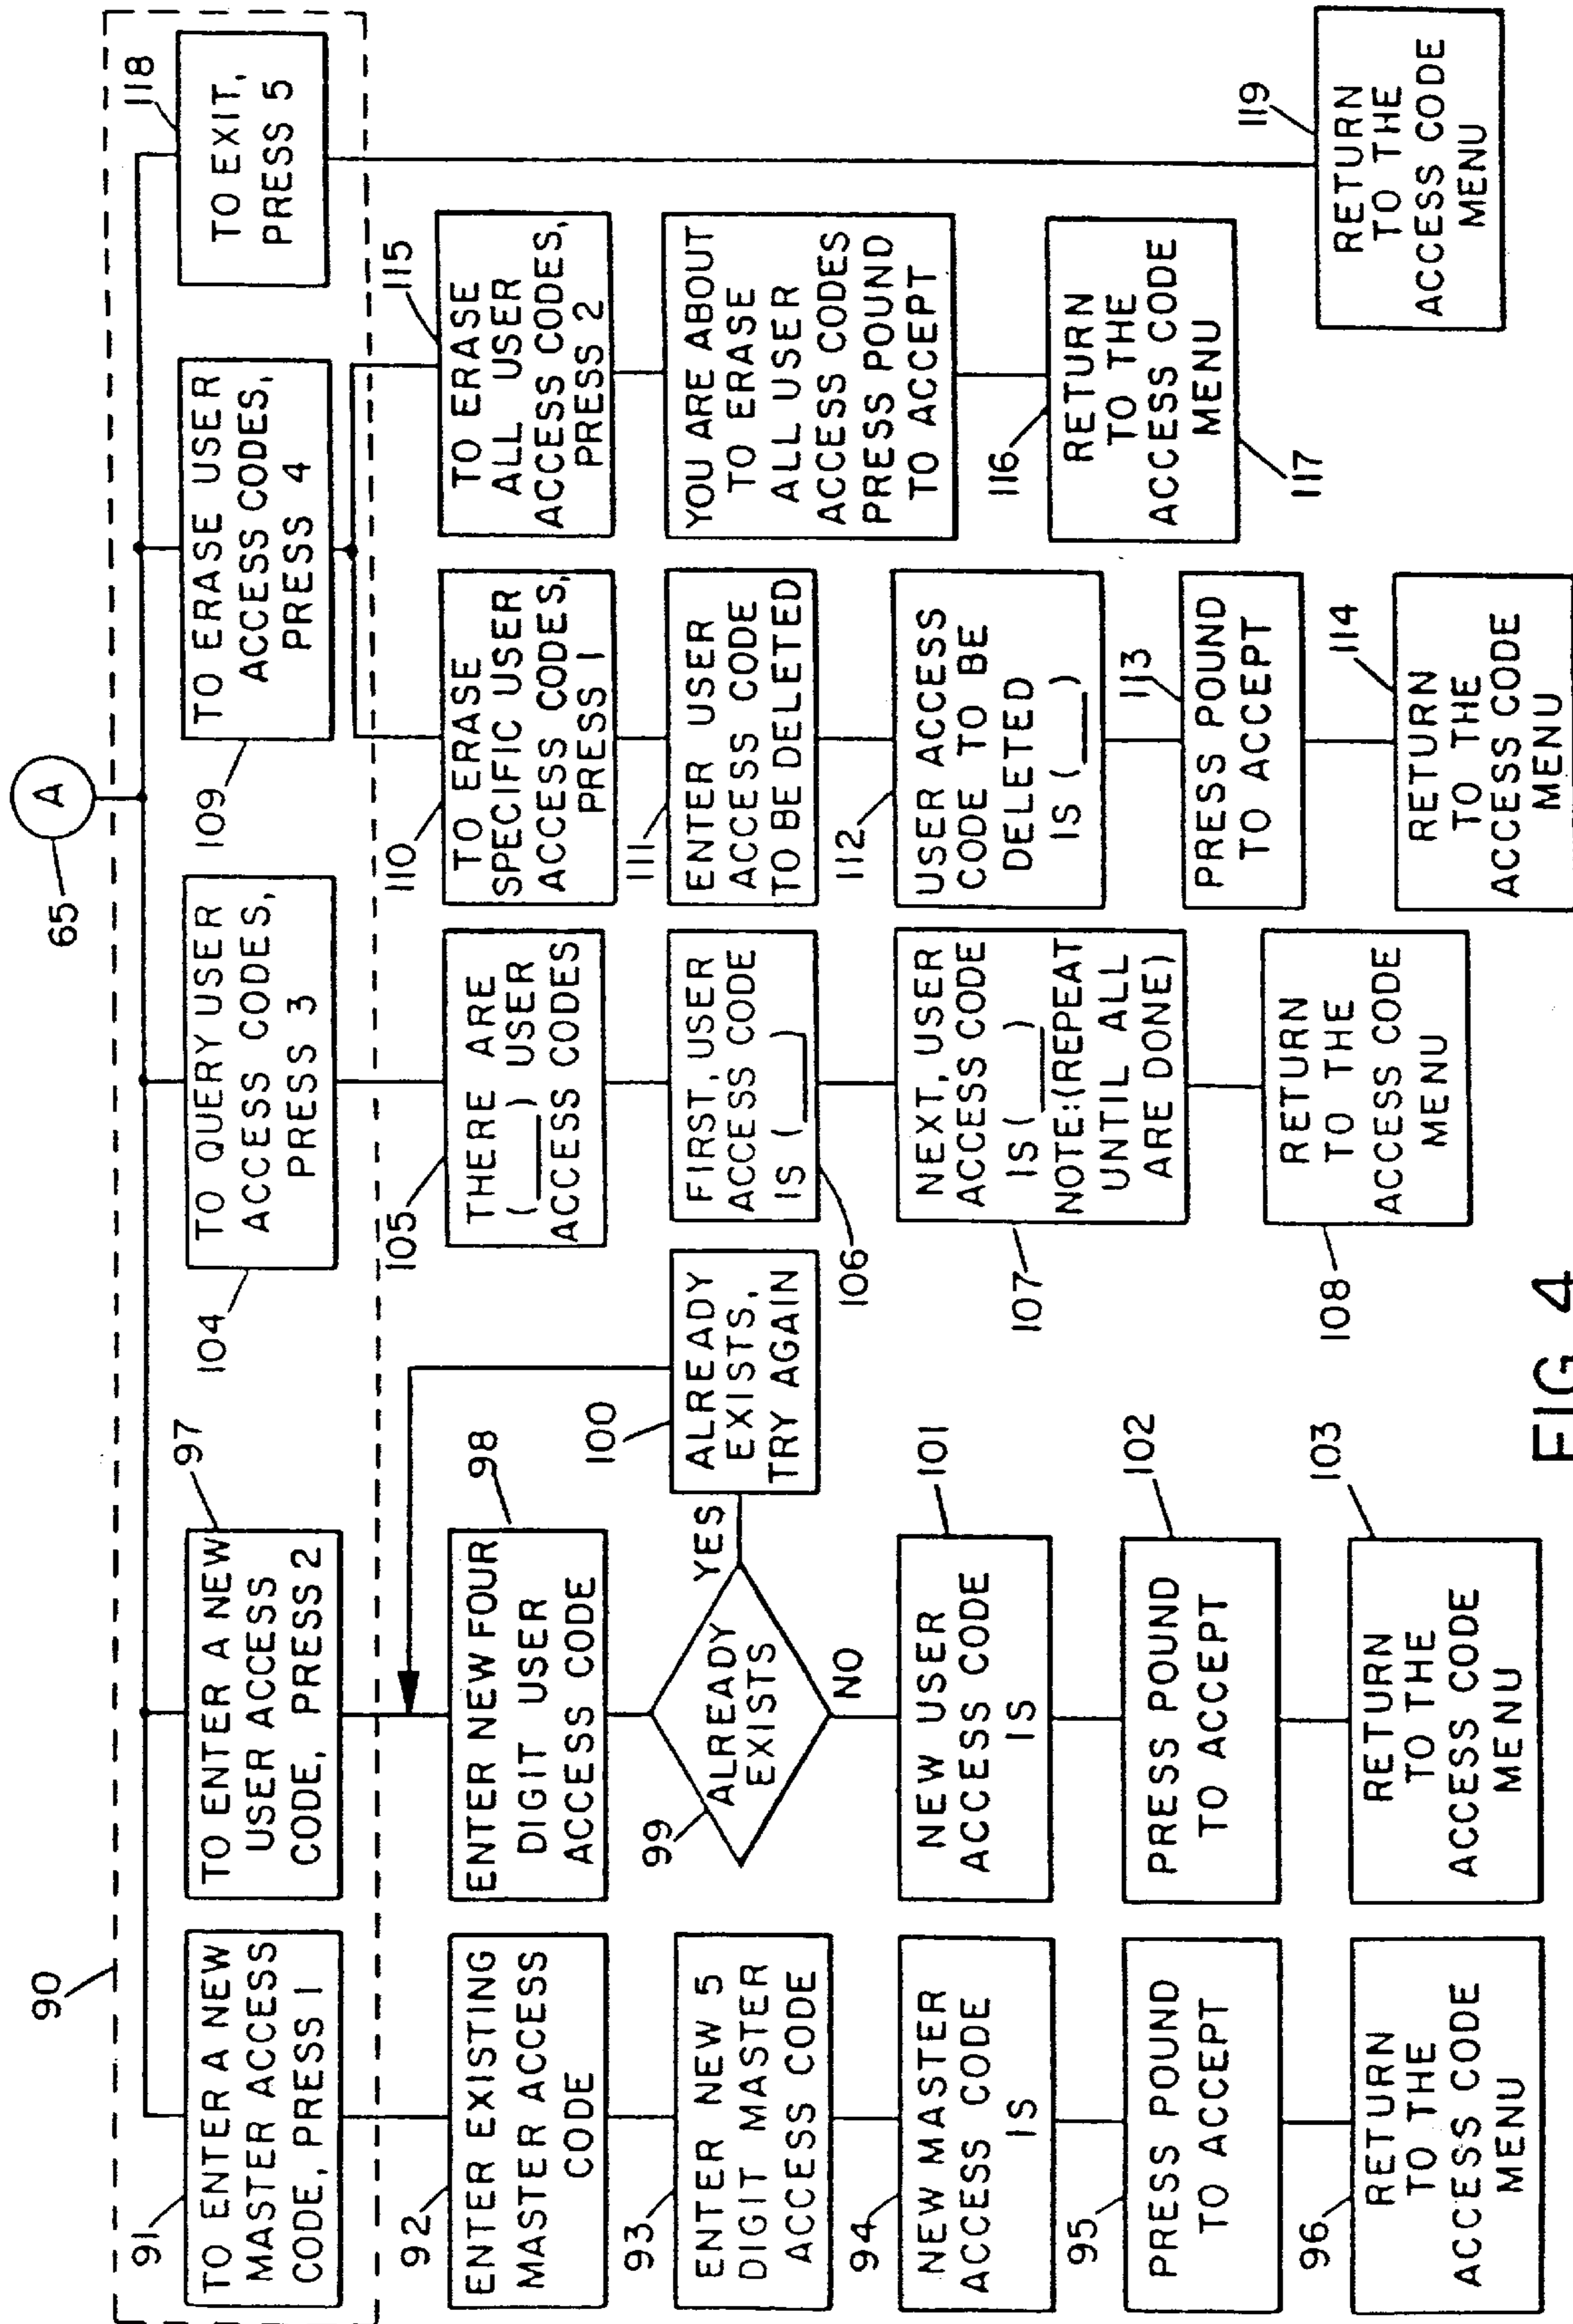 65
A
90
91
TO ENTER A NEW
MASTER ACCESS
CODE, PRESS 1
92
ENTER EXISTING
MASTER ACCESS
CODE
93
ENTER NEW 5
DIGIT MASTER
ACCESS CODE
94
NEW MASTER
ACCESS CODE
IS
95
PRESS POUND
TO ACCEPT
96
RETURN
TO THE
ACCESS CODE
MENU
97
TO ENTER A NEW
USER ACCESS
CODE, PRESS 2
98
ENTER NEW FOUR
DIGIT USER
ACCESS CODE
99
ALREADY
EXISTS
YES
NO
100
ALREADY
EXISTS,
TRY AGAIN
101
NEW USER
ACCESS CODE
IS
102
PRESS POUND
TO ACCEPT
103
RETURN
TO THE
ACCESS CODE
MENU
104
TO QUERY USER
ACCESS CODES,
PRESS 3
105
THERE ARE
(___) USER
ACCESS CODES
106
FIRST, USER
ACCESS CODE
IS (___)
107
NEXT, USER
ACCESS CODE
IS (___)
NOTE:(REPEAT
UNTIL ALL
ARE DONE)
108
RETURN
TO THE
ACCESS CODE
MENU
109
TO ERASE USER
ACCESS CODES,
PRESS 4
110
TO ERASE
SPECIFIC USER
ACCESS CODES,
PRESS 1
111
ENTER USER
ACCESS CODE
TO BE DELETED
112
USER ACCESS
CODE TO BE
DELETED
IS (___)
113
PRESS POUND
TO ACCEPT
114
RETURN
TO THE
ACCESS CODE
MENU
115
TO ERASE
ALL USER
ACCESS CODES,
PRESS 2
YOU ARE ABOUT
TO ERASE
ALL USER
ACCESS CODES
PRESS POUND
TO ACCEPT
116
RETURN
TO THE
ACCESS CODE
MENU
117
118
TO EXIT,
PRESS 5
119
RETURN
TO THE
ACCESS CODE
MENU
FIG. 4